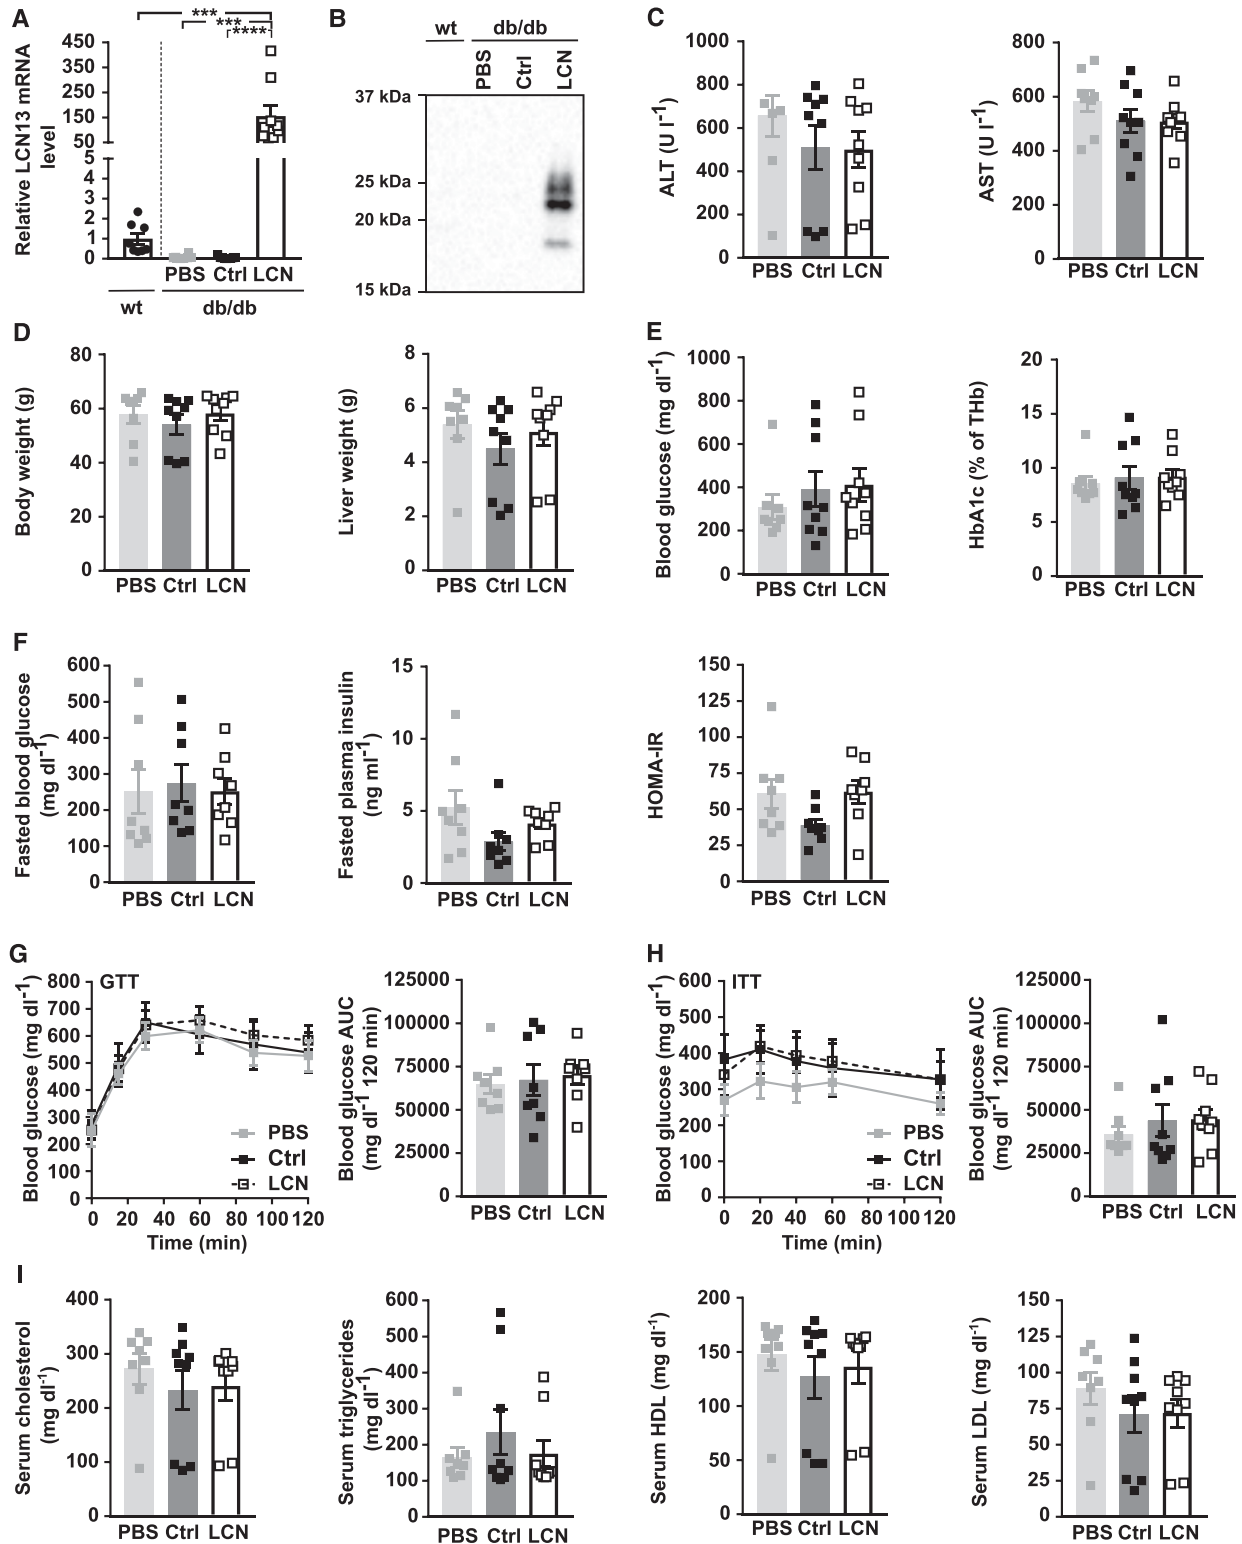 A
***
***
****
Relative LCN13 mRNA
level
450
350
250
150
50
5
4
3
2
1
0
PBS Ctrl LCN
wt
db/db
B
wt
db/db
PBS
Ctrl
LCN
37 kDa
25 kDa
20 kDa
15 kDa
C
ALT (U l-1)
1000
800
600
400
200
0
PBS Ctrl LCN
AST (U l-1)
800
600
400
200
0
PBS Ctrl LCN
D
Body weight (g)
80
60
40
20
0
PBS Ctrl LCN
Liver weight (g)
8
6
4
2
0
PBS Ctrl LCN
E
Blood glucose (mg dl-1)
1000
800
600
400
200
0
PBS Ctrl LCN
HbA1c (% of THb)
20
15
10
5
0
PBS Ctrl LCN
F
Fasted blood glucose
(mg dl-1)
600
500
400
300
200
100
0
PBS Ctrl LCN
Fasted plasma insulin
(ng ml-1)
15
10
5
0
PBS Ctrl LCN
HOMA-IR
150
125
100
75
50
25
0
PBS Ctrl LCN
G
GTT
Blood glucose (mg dl-1)
800
700
600
500
400
300
200
100
0
PBS
Ctrl
LCN
0 20 40 60 80 100 120
Time (min)
Blood glucose AUC
(mg dl-1 120 min)
125000
100000
75000
50000
25000
0
PBS Ctrl LCN
H
ITT
Blood glucose (mg dl-1)
600
500
400
300
200
100
0
PBS
Ctrl
LCN
0 20 40 60 80 100 120
Time (min)
Blood glucose AUC
(mg dl-1 120 min)
125000
100000
75000
50000
25000
0
PBS Ctrl LCN
I
Serum cholesterol
(mg dl-1)
400
300
200
100
0
PBS Ctrl LCN
Serum triglycerides
(mg dl-1)
600
500
400
300
200
100
0
PBS Ctrl LCN
Serum HDL (mg dl-1)
200
150
100
50
0
PBS Ctrl LCN
Serum LDL (mg dl-1)
150
125
100
75
50
25
0
PBS Ctrl LCN